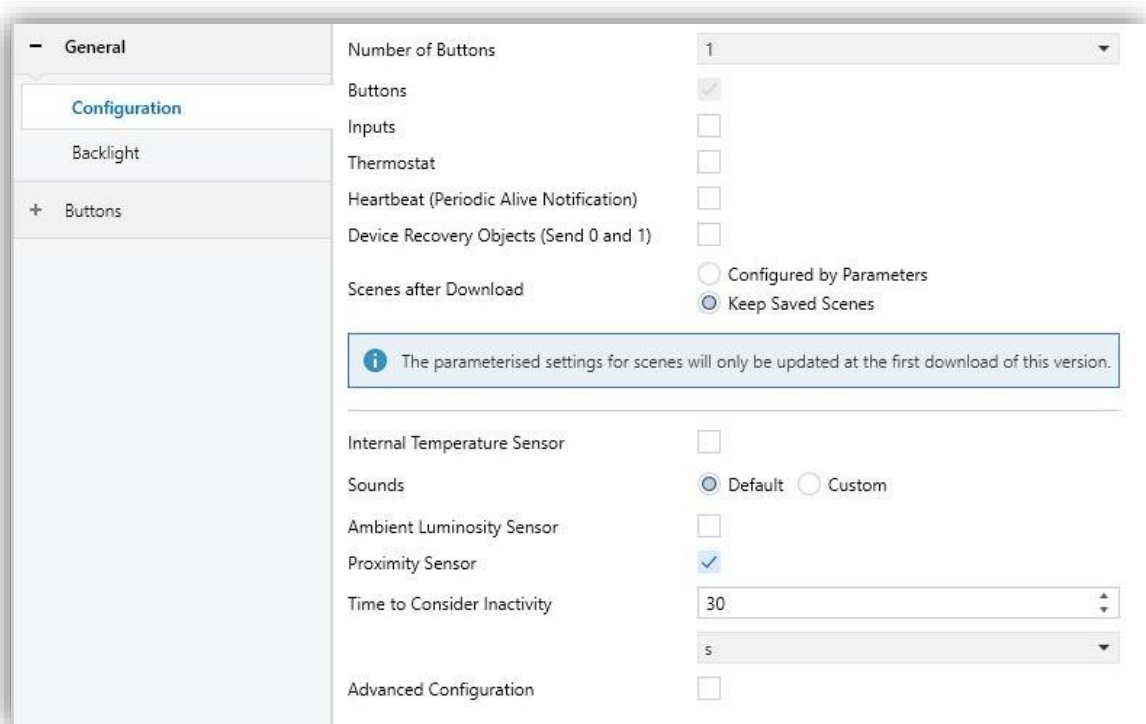 General
Configuration
Backlight
Buttons
Number of Buttons 1
Buttons
Inputs
Thermostat
Heartbeat (Periodic Alive Notification)
Device Recovery Objects (Send 0 and 1)
Scenes after Download
Configured by Parameters
Keep Saved Scenes
The parameterised settings for scenes will only be updated at the first download of this version.
Internal Temperature Sensor
Sounds Default Custom
Ambient Luminosity Sensor
Proximity Sensor
Time to Consider Inactivity 30
s
Advanced Configuration